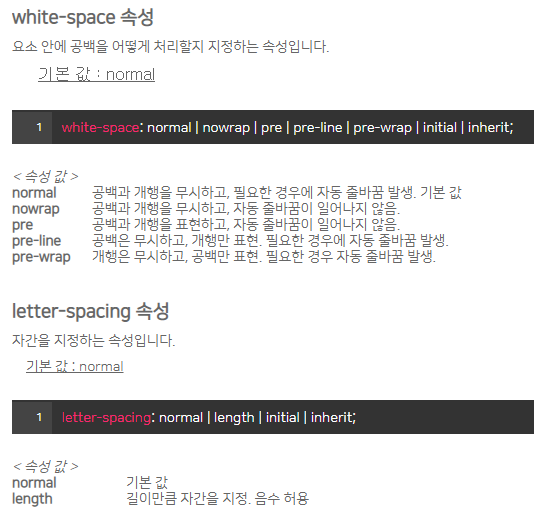 white-space 속성
요소 안에 공백을 어떻게 처리할지 지정하는 속성입니다.
기본 값 : normal
1 white-space: normal | nowrap | pre | pre-line | pre-wrap | initial | inherit;
< 속성 값 >
normal 공백과 개행을 무시하고, 필요한 경우에 자동 줄바꿈 발생. 기본 값
nowrap 공백과 개행을 무시하고, 자동 줄바꿈이 일어나지 않음.
pre 공백과 개행을 표현하고, 자동 줄바꿈이 일어나지 않음.
pre-line 공백은 무시하고, 개행만 표현. 필요한 경우에 자동 줄바꿈 발생.
pre-wrap 개행은 무시하고, 공백만 표현. 필요한 경우 자동 줄바꿈 발생.
letter-spacing 속성
자간을 지정하는 속성입니다.
기본 값 : normal
1 letter-spacing: normal | length | initial | inherit;
< 속성 값 >
normal 기본 값
length 길이만큼 자간을 지정. 음수 허용